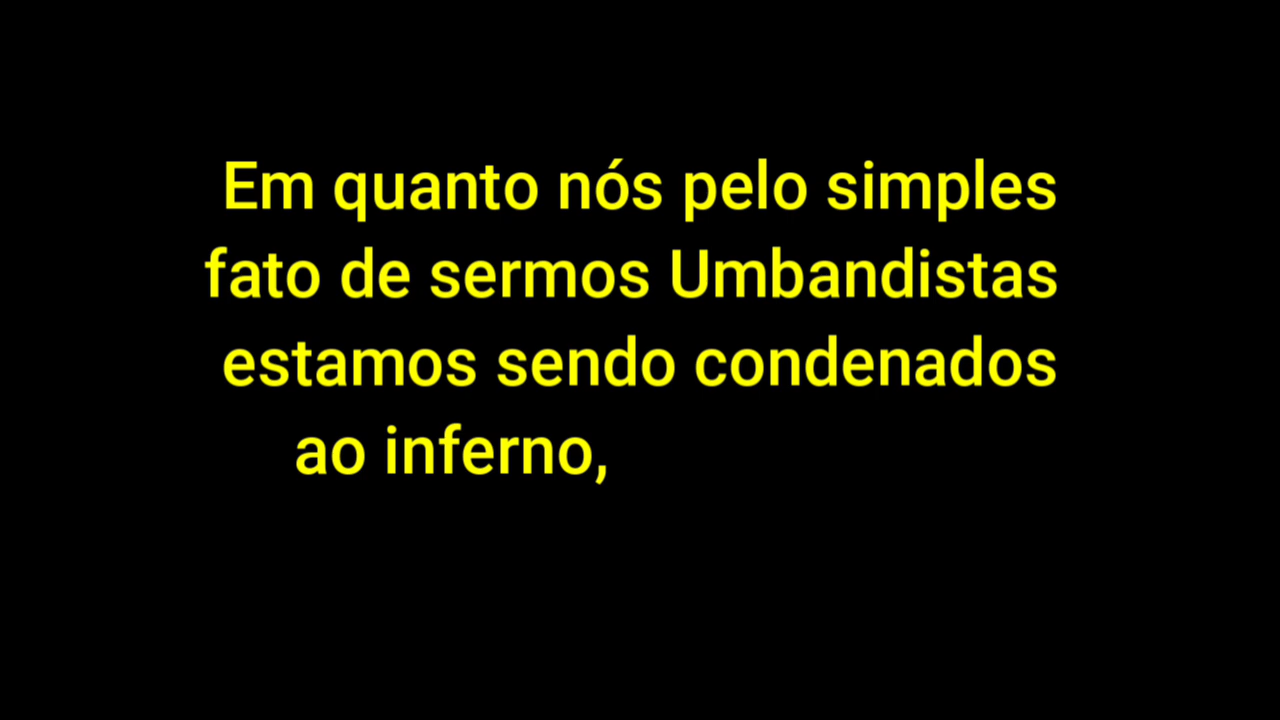 Em quanto nós pelo simples
fato de sermos Umbandistas
estamos sendo condenados
ao inferno,